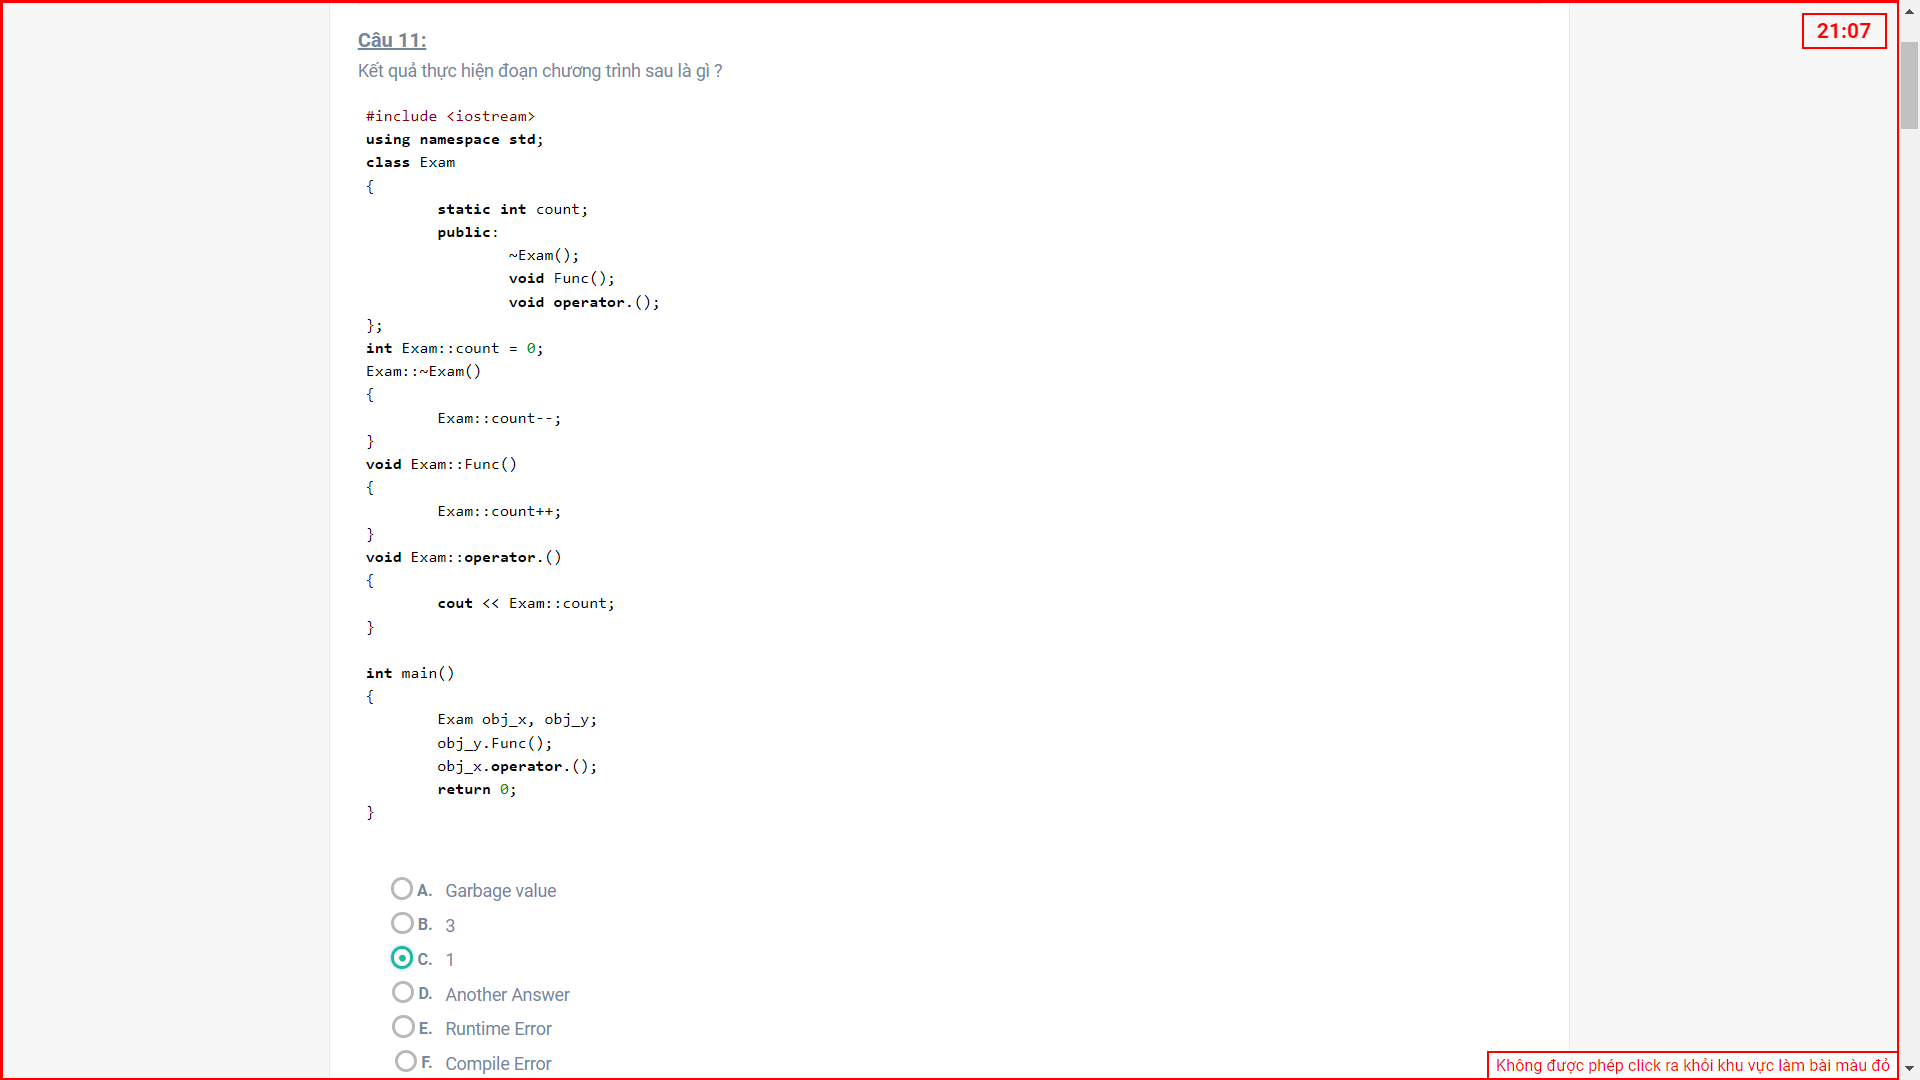 21:07
Câu 11:
Kết quả thực hiện đoạn chương trình sau là gì ?
#include <iostream>
using namespace std;
class Exam
{
static int count;
public:
~Exam();
void Func();
void operator.();
};
int Exam::count = 0;
Exam::~Exam()
{
Exam::count--;
}
void Exam::Func()
{
Exam::count++;
}
void Exam::operator.()
{
cout << Exam::count;
}
int main()
{
Exam obj_x, obj_y;
obj_y.Func();
obj_x.operator.();
return 0;
}
A. Garbage value
B. 3
C. 1
D. Another Answer
E. Runtime Error
F. Compile Error
Không được phép click ra khỏi khu vực làm bài màu đỏ